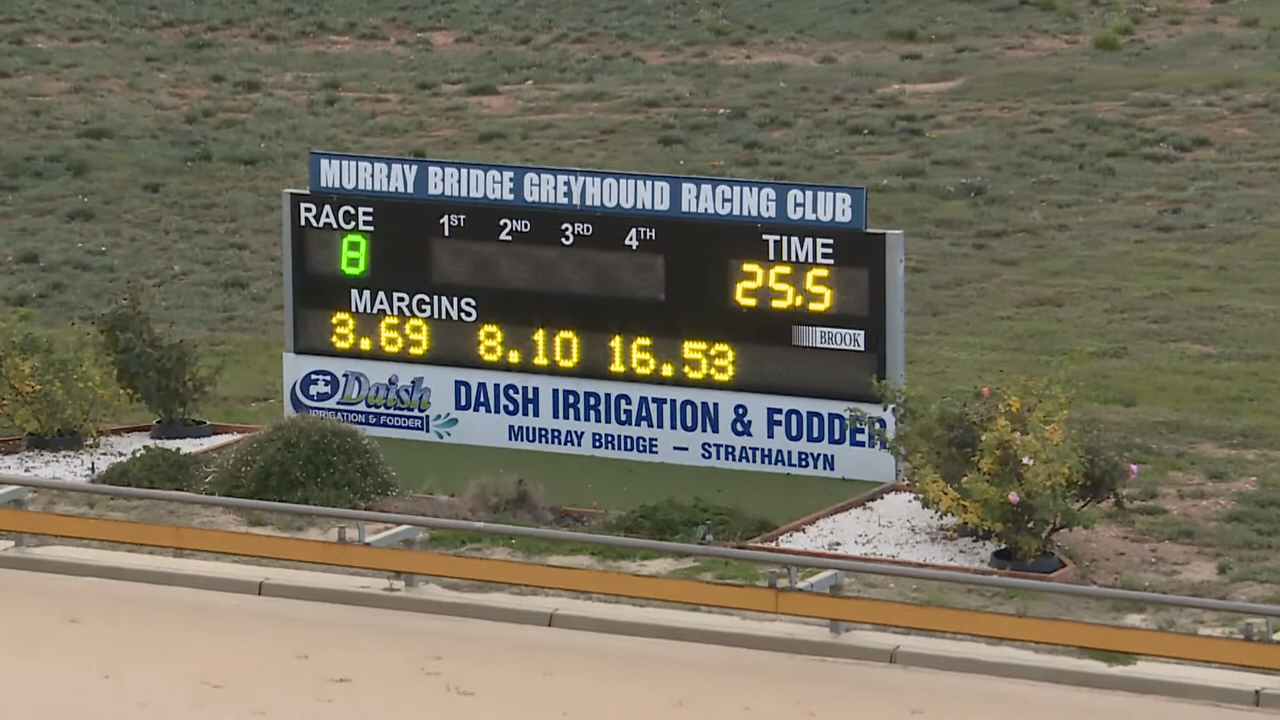 MURRAY BRIDGE GREYHOUND RACING CLUB
RACE 1ST 2ND 3RD 4TH TIME
8 25.5
MARGINS
3.69 8.10 16.53
BROOK
Daish
IRRIGATION & FODDER
DAISH IRRIGATION & FODDER
MURRAY BRIDGE — STRATHALBYN